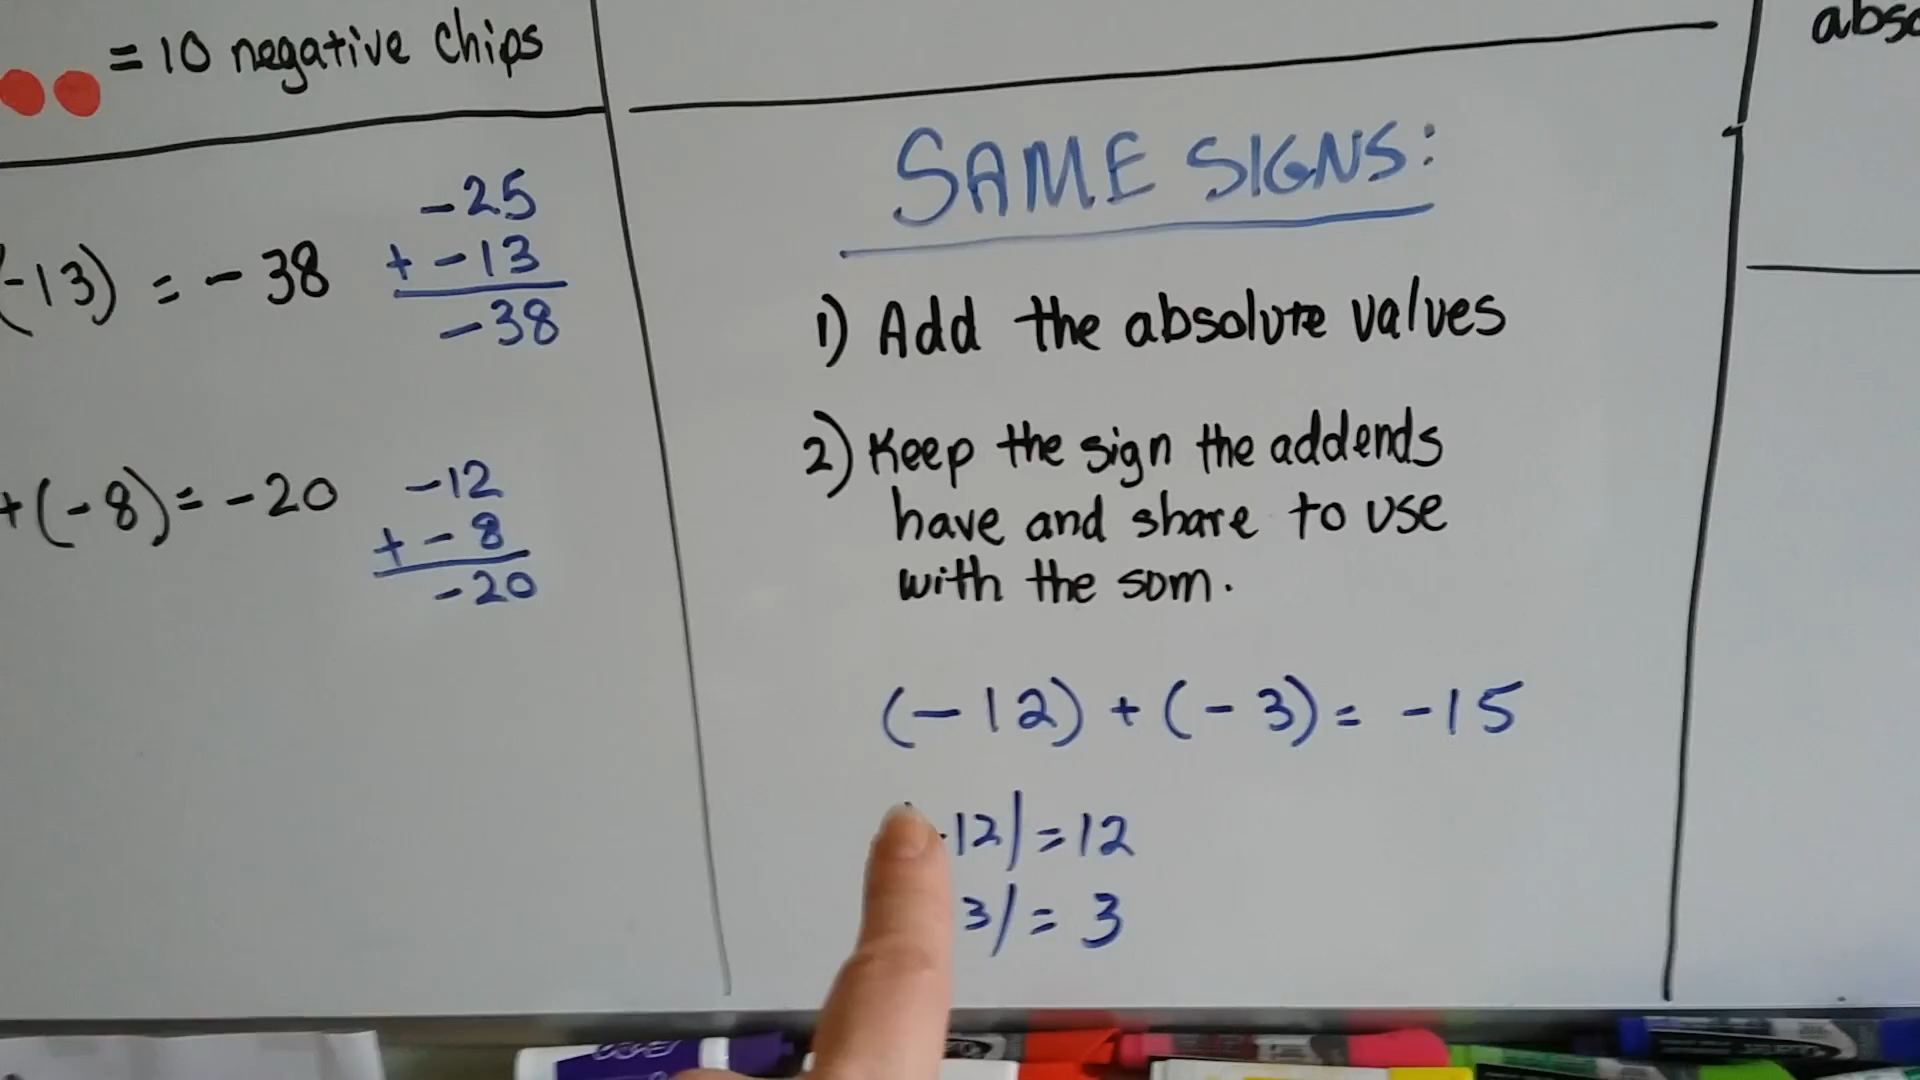 = 10 negative chips
-13) = - 38
-25
+ -13
-38
+(-8) = -20
-12
+ - 8
-20
SAME SIGNS:
1) Add the absolute values
2) Keep the sign the addends
have and share to use
with the sum.
(-12) + (-3) = -15
-12| = 12
3| = 3